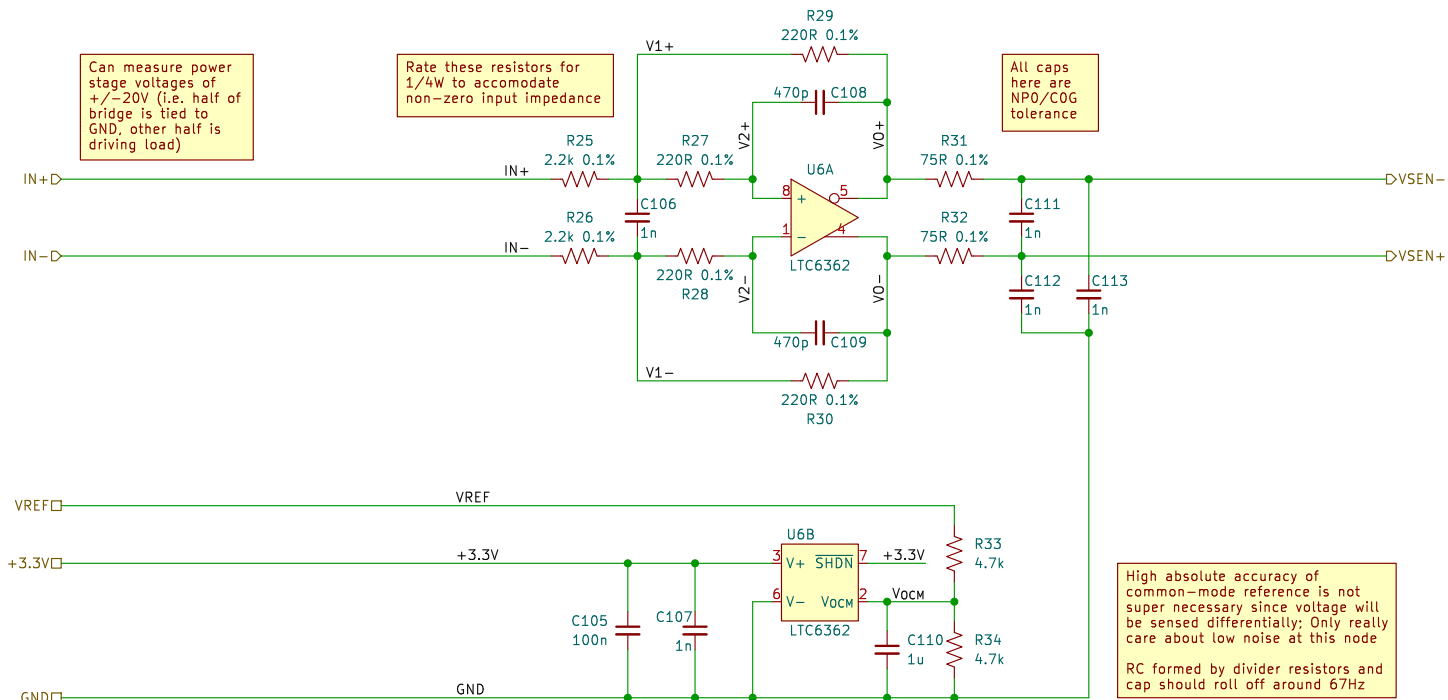 R29
220R 0.1%
V1+
Can measure power
stage voltages of
+/-20V (i.e. half of
bridge is tied to
GND, other half is
driving load)
Rate these resistors for
1/4W to accomodate
non-zero input impedance
All caps
here are
NP0/C0G
tolerance
470p C108
V2+
VO+
R25
2.2k 0.1%
R27
220R 0.1%
R31
75R 0.1%
U6A
IN+
IN+
8
+
5
VSEN-
C106
1n
C111
1n
R26
2.2k 0.1%
R32
75R 0.1%
1
-
4
IN-
IN-
LTC6362
VSEN+
220R 0.1%
R28
V2-
VO-
C112
1n
C113
1n
470p C109
V1-
220R 0.1%
R30
VREF
VREF
U6B
R33
4.7k
+3.3V
+3.3V
3 V+ SHDN 7
+3.3V
6 V- VOCM 2
VOCM
LTC6362
C105
100n
C107
1n
C110
1u
R34
4.7k
High absolute accuracy of
common-mode reference is not
super necessary since voltage will
be sensed differentially; Only really
care about low noise at this node
RC formed by divider resistors and
cap should roll off around 67Hz
GND
GND